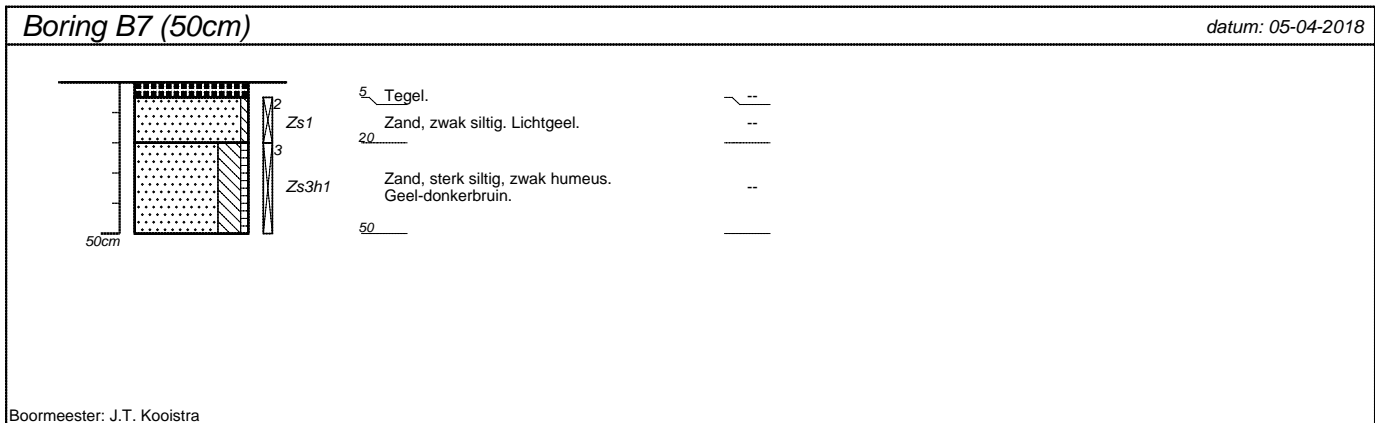 Boring B7 (50cm)
datum: 05-04-2018
5 Tegel. --
2 Zs1 Zand, zwak siltig. Lichtgeel. --
20
3
Zs3h1 Zand, sterk siltig, zwak humeus. --
Geel-donkerbruin.
50
50cm
Boormeester: J.T. Kooistra